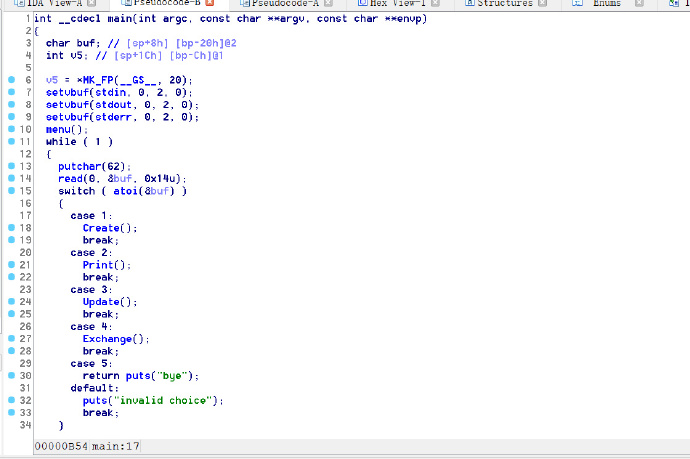 IDA View-A Pseudocode-B Pseudocode-A Hex View-1 Structures Enums
1 int __cdecl main(int argc, const char **argv, const char **envp)
2 {
3 char buf; // [sp+8h] [bp-20h]@2
4 int v5; // [sp+1Ch] [bp-Ch]@1
5
6 v5 = *MK_FP(__GS__, 20);
7 setvbuf(stdin, 0, 2, 0);
8 setvbuf(stdout, 0, 2, 0);
9 setvbuf(stderr, 0, 2, 0);
10 menu();
11 while ( 1 )
12 {
13 putchar(62);
14 read(0, &buf, 0x14u);
15 switch ( atoi(&buf) )
16 {
17 case 1:
18 Create();
19 break;
20 case 2:
21 Print();
22 break;
23 case 3:
24 Update();
25 break;
26 case 4:
27 Exchange();
28 break;
29 case 5:
30 return puts("bye");
31 default:
32 puts("invalid choice");
33 break;
34 }
00000B54 main:17